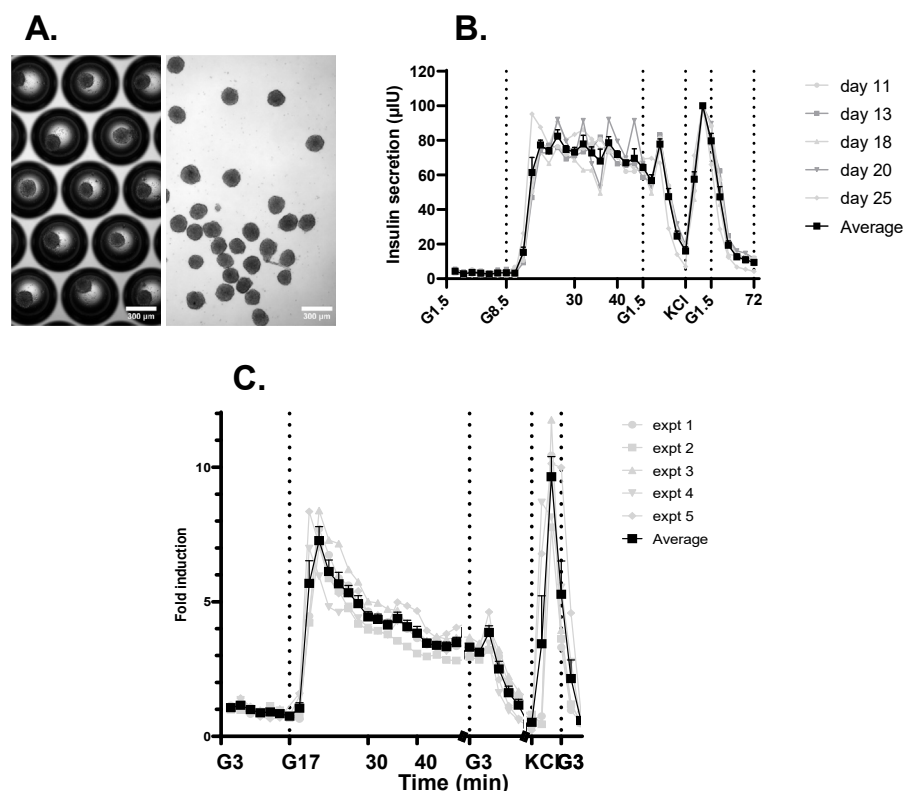 A.
300 µm
300 µm
B.
Insulin secretion (µIU)
120
100
80
60
40
20
0
G1.5
G8.5
30
40
G1.5
KCl
G1.5
72
day 11
day 13
day 18
day 20
day 25
Average
C.
Fold induction
10
5
0
G3
G17
30
40
G3
KCl
G3
Time (min)
expt 1
expt 2
expt 3
expt 4
expt 5
Average